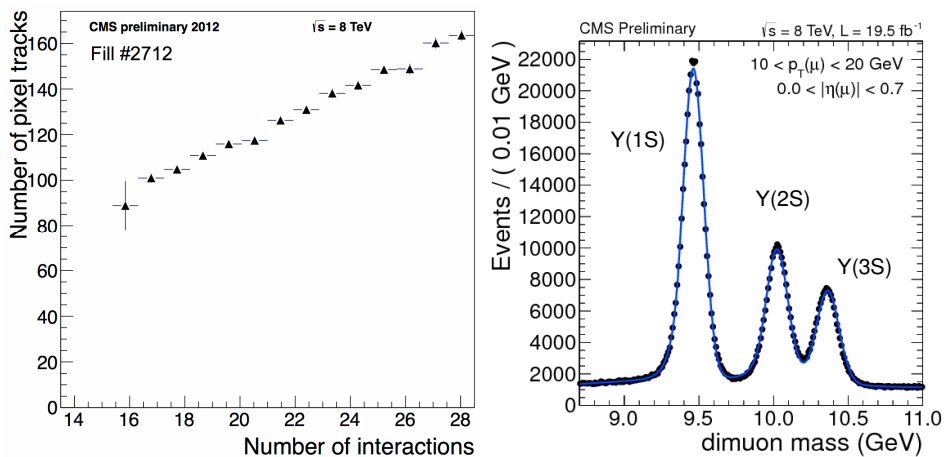 CMS preliminary 2012 √s = 8 TeV
Fill #2712
Number of pixel tracks
160
140
120
100
80
60
40
20
0
14 16 18 20 22 24 26 28
Number of interactions
CMS Preliminary √s = 8 TeV, L = 19.5 fb⁻¹
10 < p_T(μ) < 20 GeV
0.0 < |η(μ)| < 0.7
Υ(1S)
Υ(2S)
Υ(3S)
Events / ( 0.01 GeV )
22000
20000
18000
16000
14000
12000
10000
8000
6000
4000
2000
0
9.0 9.5 10.0 10.5 11.0
dimuon mass (GeV)